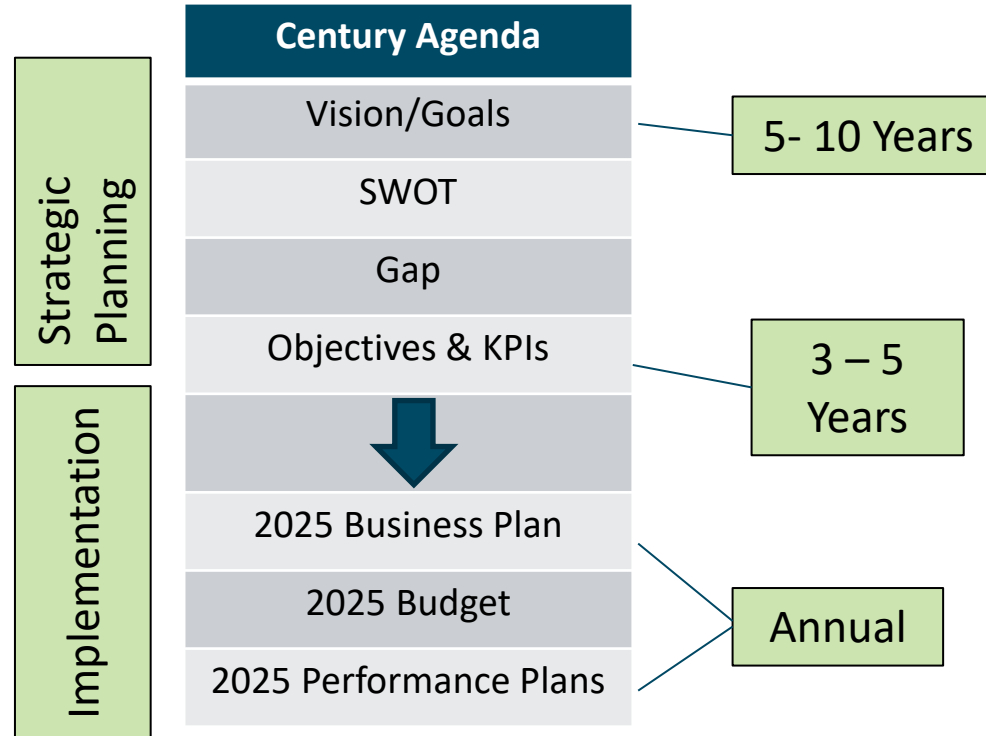 Century Agenda
Strategic
Planning
Vision/Goals
5- 10 Years
SWOT
Gap
Objectives & KPIs
3 – 5
Years
Implementation
2025 Business Plan
2025 Budget
Annual
2025 Performance Plans